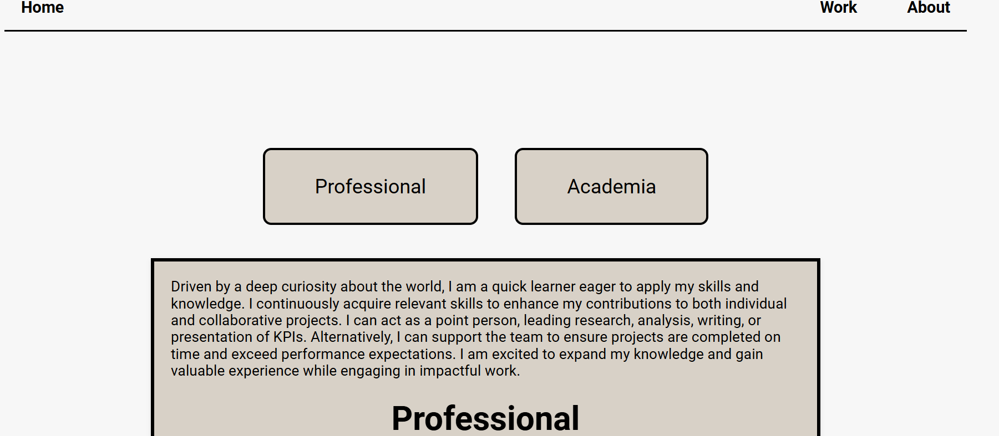 Home Work About
Professional Academia
Driven by a deep curiosity about the world, I am a quick learner eager to apply my skills and
knowledge. I continuously acquire relevant skills to enhance my contributions to both individual
and collaborative projects. I can act as a point person, leading research, analysis, writing, or
presentation of KPIs. Alternatively, I can support the team to ensure projects are completed on
time and exceed performance expectations. I am excited to expand my knowledge and gain
valuable experience while engaging in impactful work.
Professional